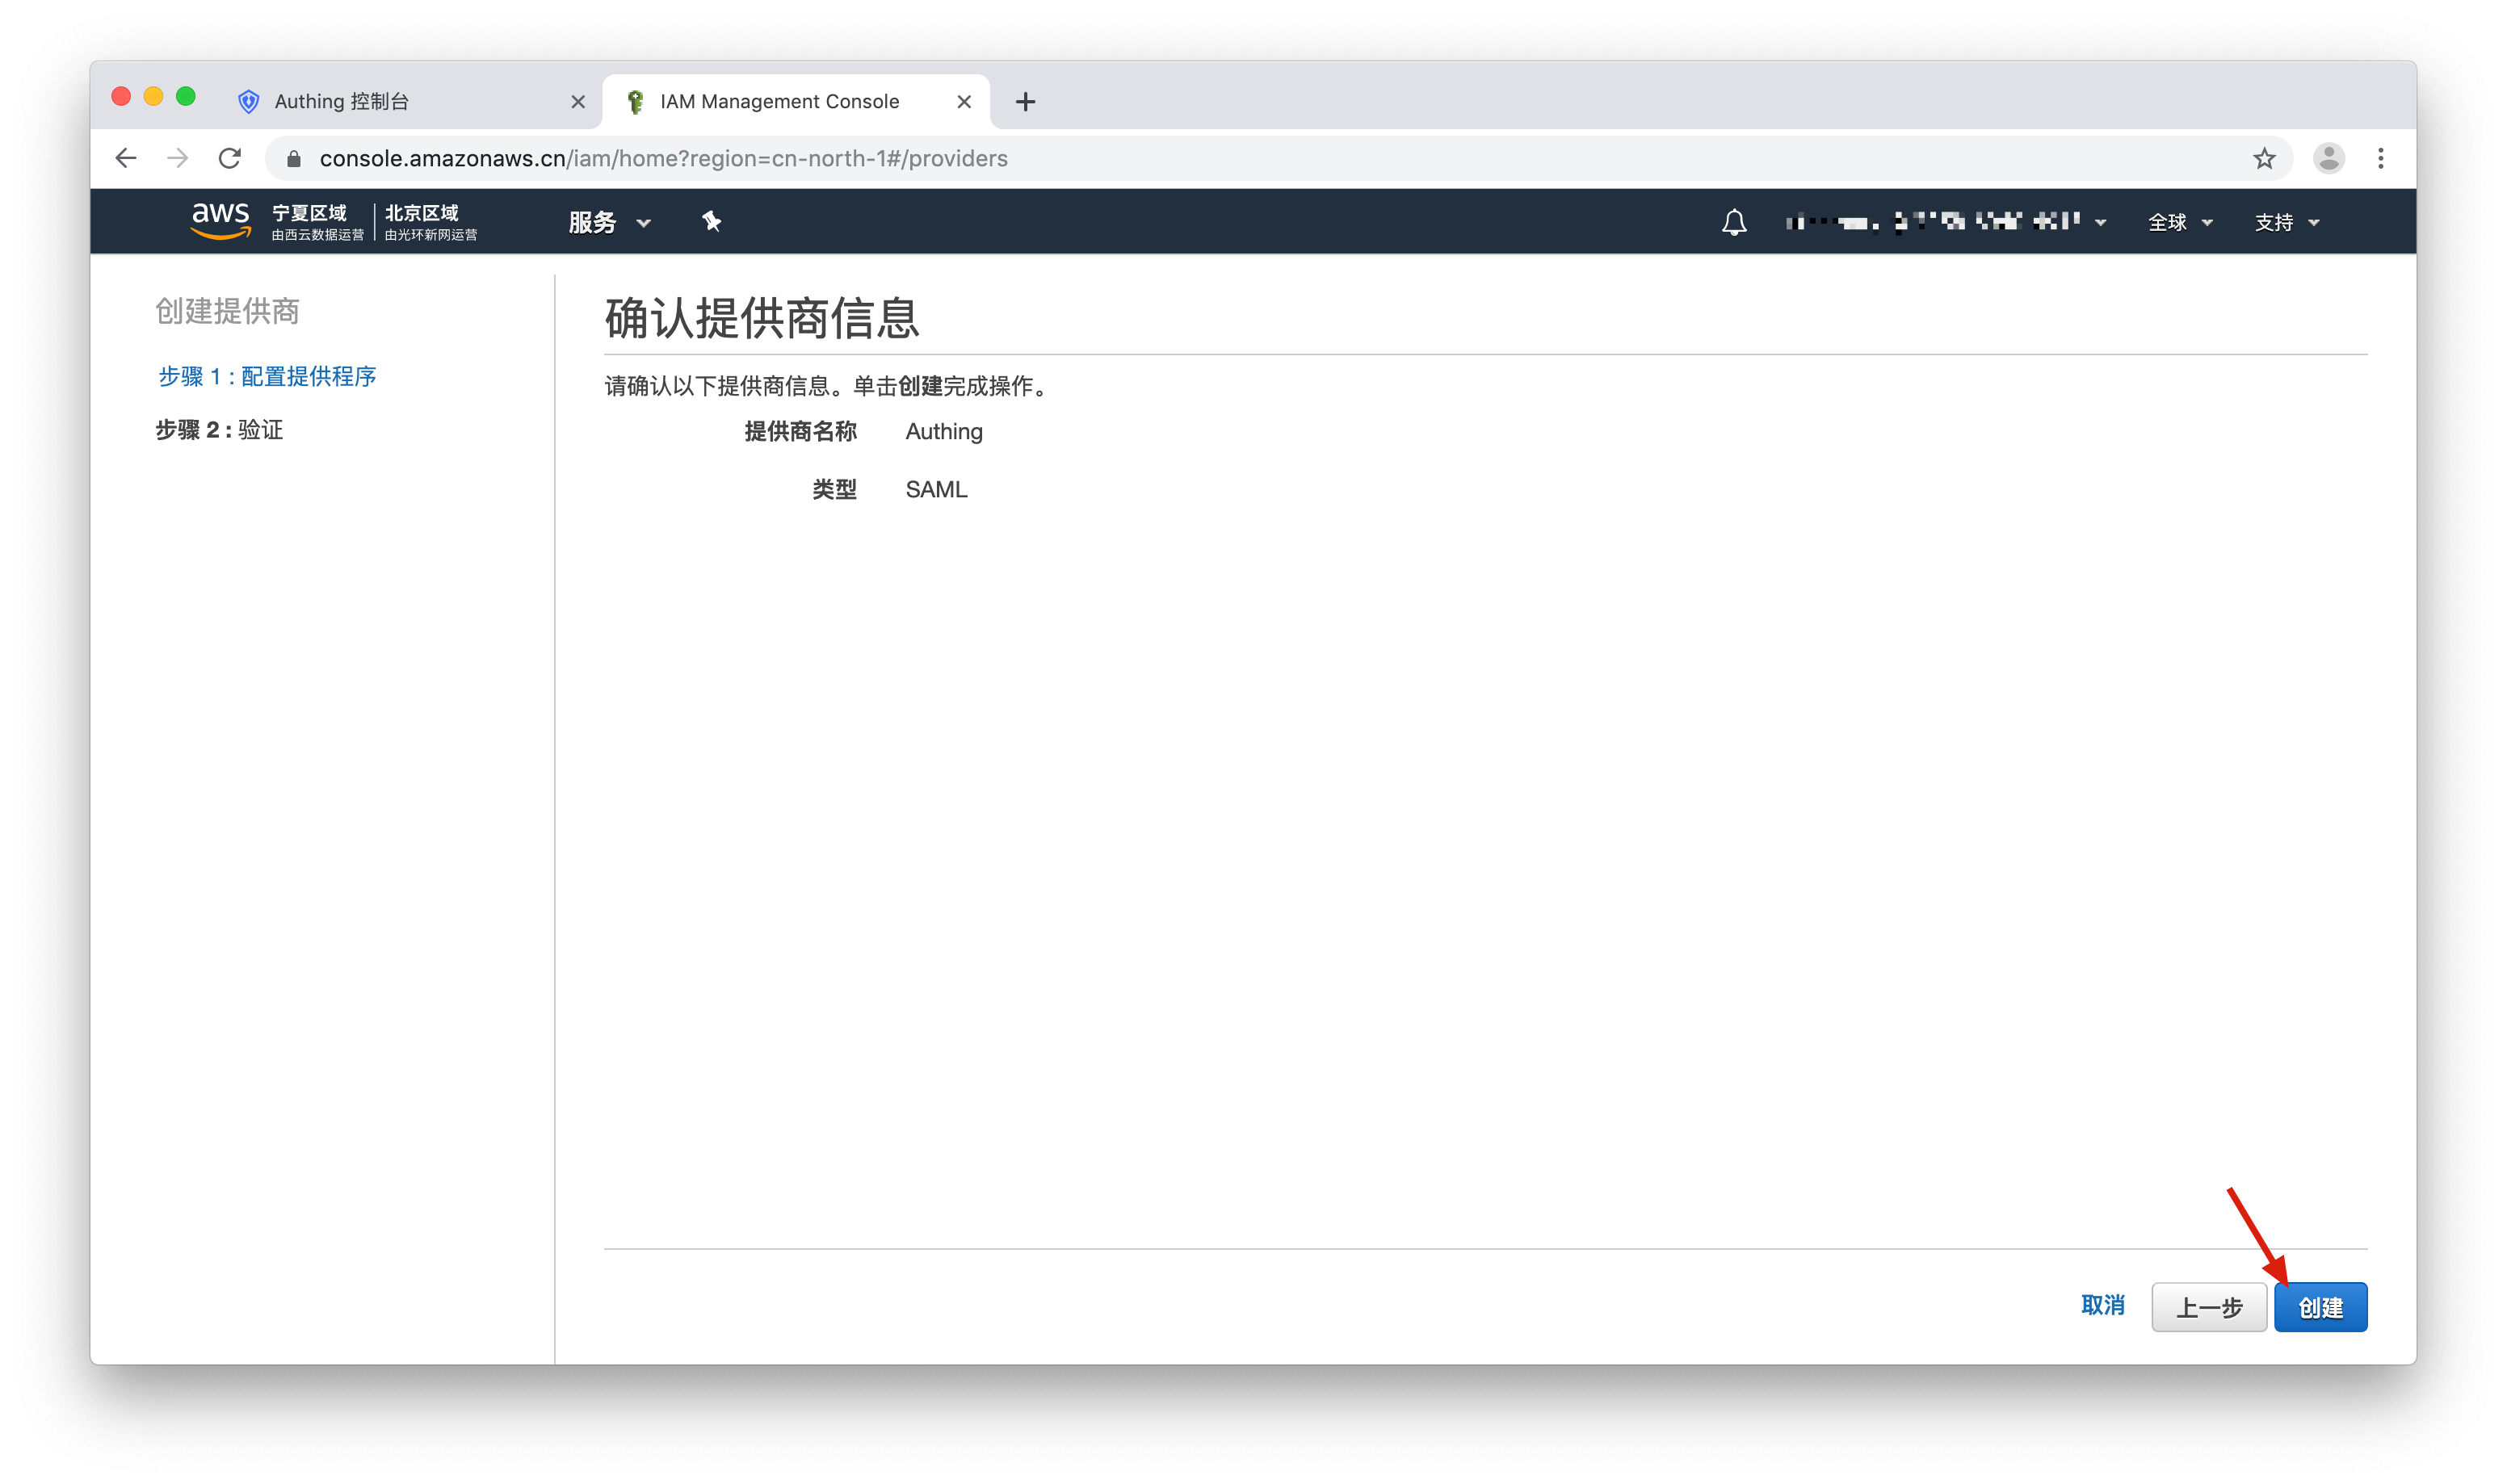 Authing 控制台
IAM Management Console
console.amazonaws.cn/iam/home?region=cn-north-1#/providers
aws
宁夏区域
由西云数据运营
北京区域
由光环新网运营
服务
全球
支持
创建提供商
步骤 1 : 配置提供程序
步骤 2 : 验证
确认提供商信息
请确认以下提供商信息。单击创建完成操作。
提供商名称 Authing
类型 SAML
取消
上一步
创建